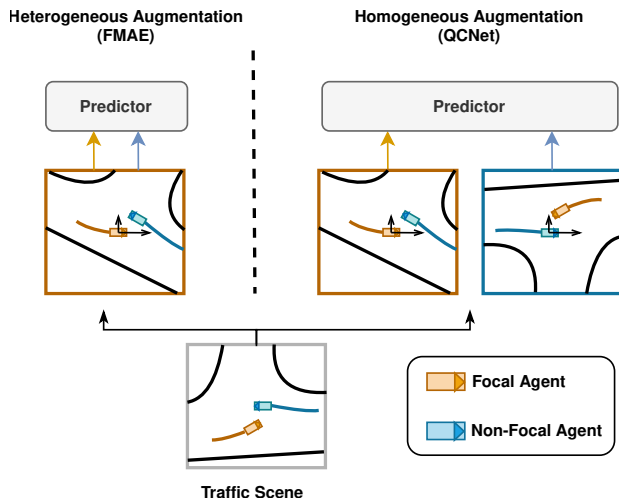 Heterogeneous Augmentation
(FMAE)
Homogeneous Augmentation
(QCNet)
Predictor
Predictor
Focal Agent
Non-Focal Agent
Traffic Scene